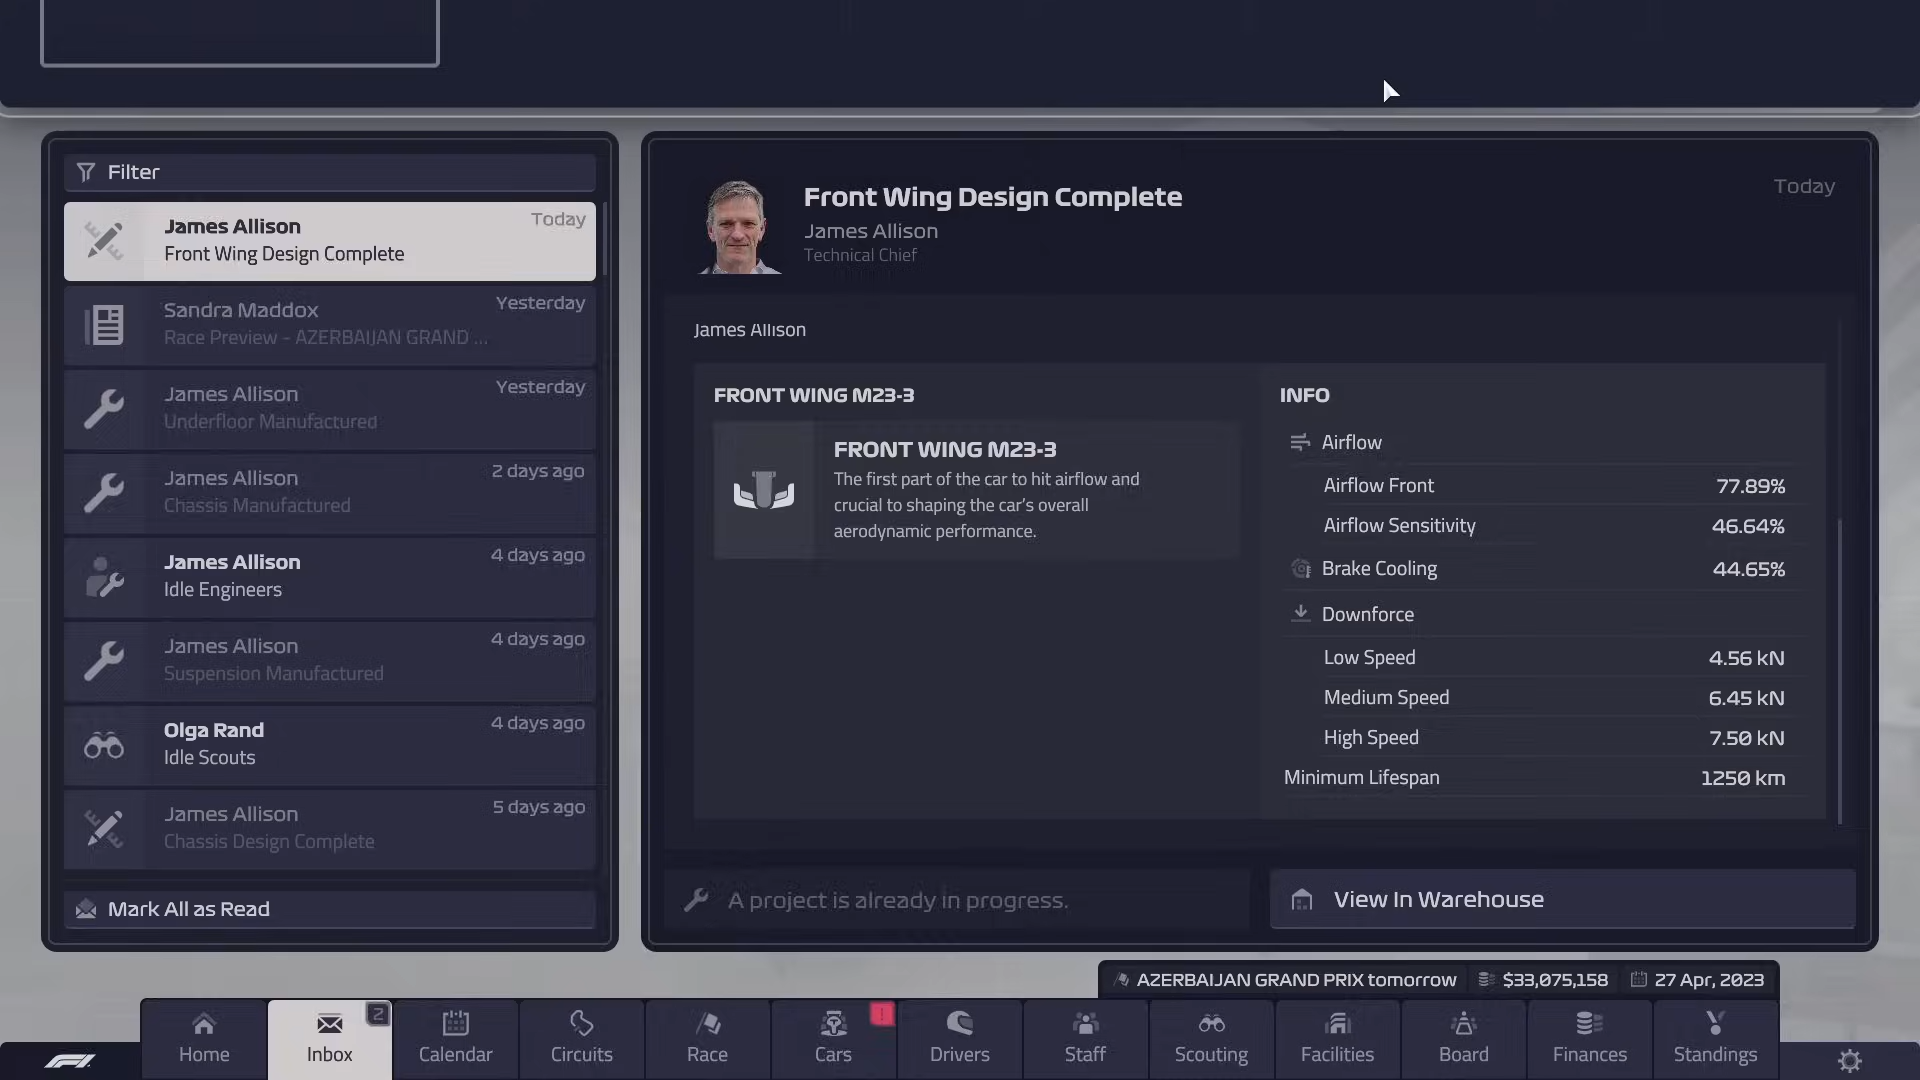 Filter
James Allison
Today
Front Wing Design Complete
Sandra Maddox
Yesterday
Race Preview - AZERBAIJAN GRAND ...
James Allison
Yesterday
Underfloor Manufactured
James Allison
2 days ago
Chassis Manufactured
James Allison
4 days ago
Idle Engineers
James Allison
4 days ago
Suspension Manufactured
Olga Rand
4 days ago
Idle Scouts
James Allison
5 days ago
Chassis Design Complete
Mark All as Read
Front Wing Design Complete
Today
James Allison
Technical Chief
James Allison
FRONT WING M23-3
FRONT WING M23-3
The first part of the car to hit airflow and
crucial to shaping the car's overall
aerodynamic performance.
INFO
Airflow
Airflow Front 77.89%
Airflow Sensitivity 46.64%
Brake Cooling 44.65%
Downforce
Low Speed 4.56 kN
Medium Speed 6.45 kN
High Speed 7.50 kN
Minimum Lifespan 1250 km
A project is already in progress.
View In Warehouse
AZERBAIJAN GRAND PRIX tomorrow
$33,075,158
27 Apr, 2023
F1
Home
Inbox
2
Calendar
Circuits
Race
Cars
!
Drivers
Staff
Scouting
Facilities
Board
Finances
Standings